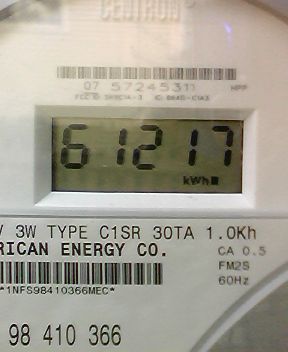 CENTRON
07 57245311
61217
kWh
V 3W TYPE C1SR 30TA 1.0Kh
RICAN ENERGY CO.
CA 0.5
FM2S
60Hz
*1NFS98410366MEC*
98 410 366